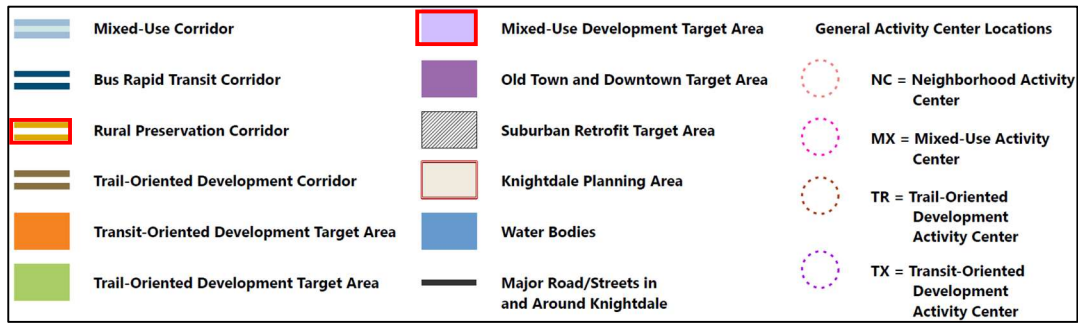 Mixed-Use Corridor
Bus Rapid Transit Corridor
Rural Preservation Corridor
Trail-Oriented Development Corridor
Transit-Oriented Development Target Area
Trail-Oriented Development Target Area
Mixed-Use Development Target Area
Old Town and Downtown Target Area
Suburban Retrofit Target Area
Knightdale Planning Area
Water Bodies
Major Road/Streets in
and Around Knightdale
General Activity Center Locations
NC = Neighborhood Activity
Center
MX = Mixed-Use Activity
Center
TR = Trail-Oriented
Development
Activity Center
TX = Transit-Oriented
Development
Activity Center